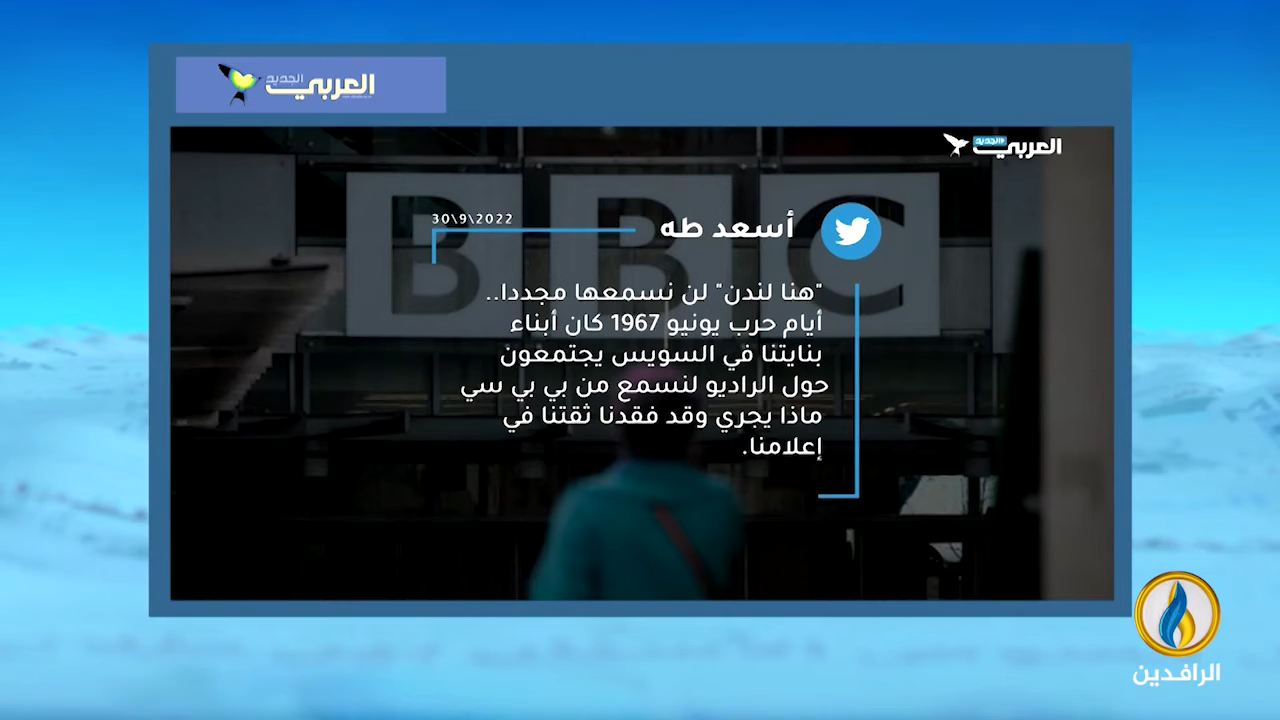 العربي الجديد
العربي الجديد
BBC
أسعد طه
30\9\2022
"هنا لندن" لن نسمعها مجددا..
أيام حرب يونيو 1967 كان أبناء
بنايتنا في السويس يجتمعون
حول الراديو لنسمع من بي بي سي
ماذا يجري وقد فقدنا ثقتنا في
إعلامنا.
الرافدين